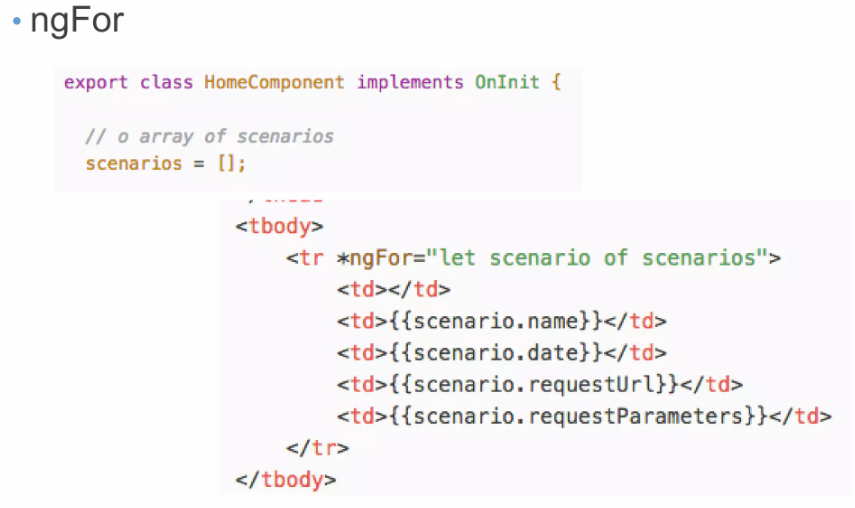 • ngFor
export class HomeComponent implements OnInit {
// o array of scenarios
scenarios = [];
<tbody>
<tr *ngFor="let scenario of scenarios">
<td></td>
<td>{{scenario.name}}</td>
<td>{{scenario.date}}</td>
<td>{{scenario.requestUrl}}</td>
<td>{{scenario.requestParameters}}</td>
</tr>
</tbody>